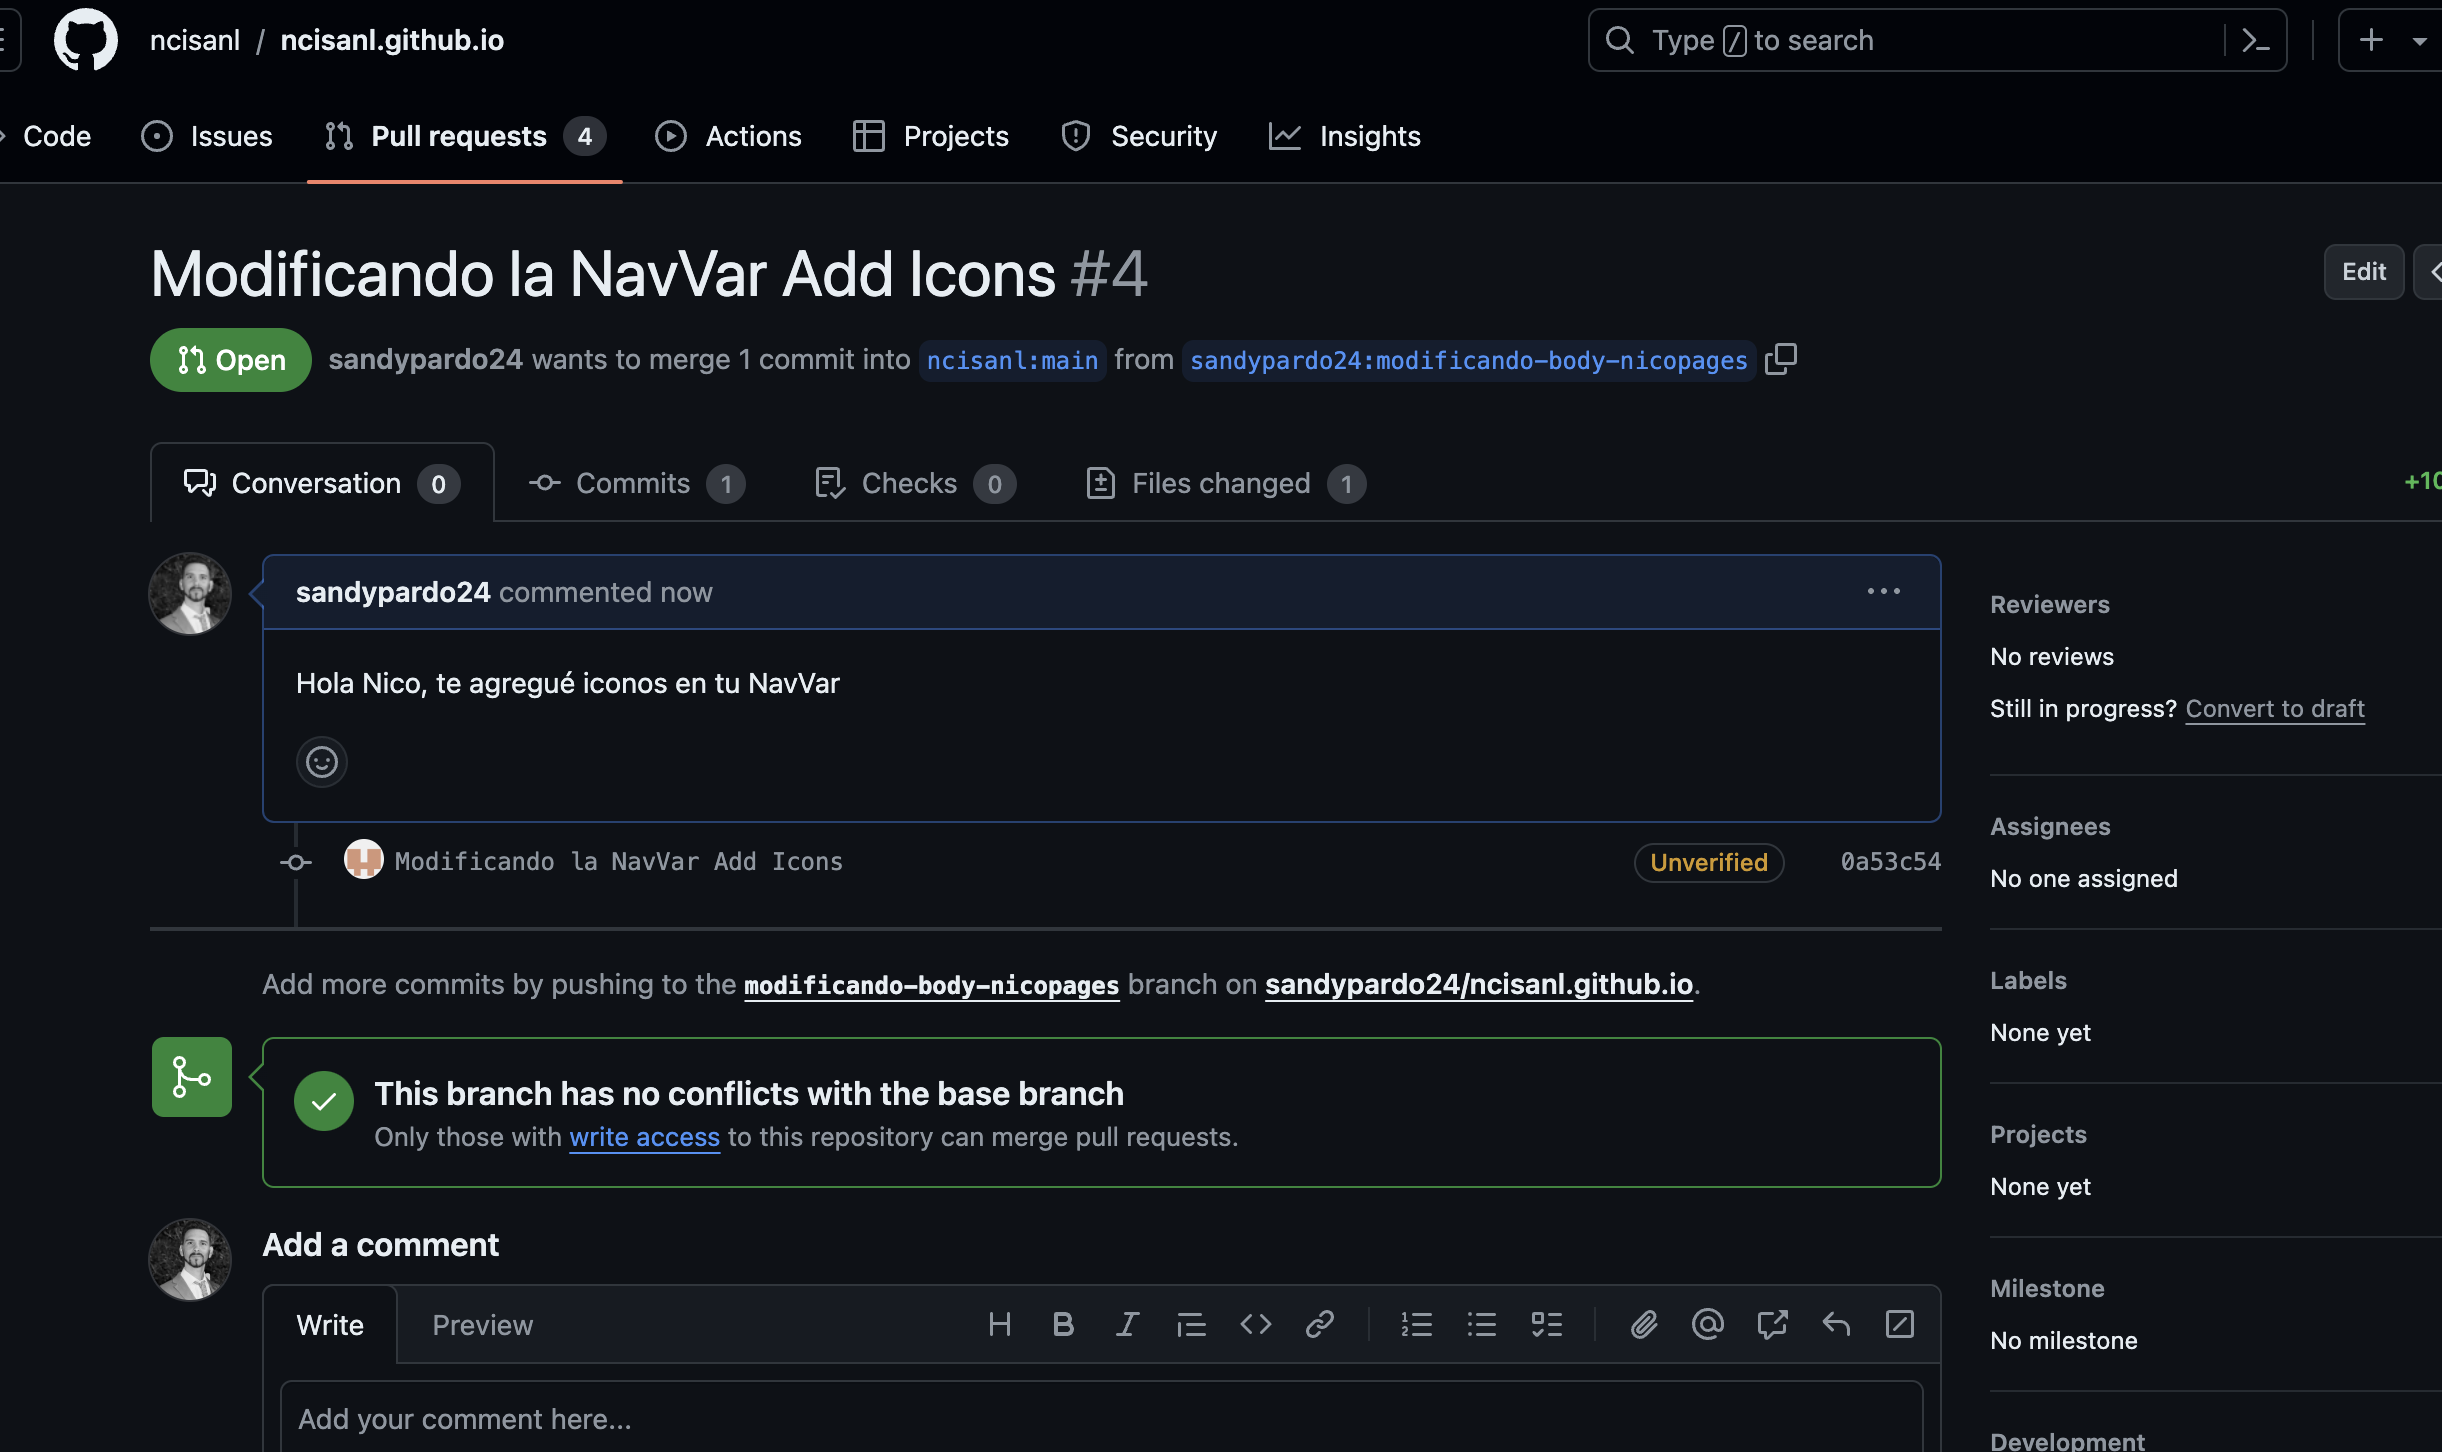 ncisanl / ncisanl.github.io
Type / to search
Code
Issues
Pull requests 4
Actions
Projects
Security
Insights
Modificando la NavVar Add Icons #4
Edit
Open
sandypardo24 wants to merge 1 commit into ncisanl:main from sandypardo24:modificando-body-nicopages
Conversation 0
Commits 1
Checks 0
Files changed 1
+10
sandypardo24 commented now
Hola Nico, te agregué iconos en tu NavVar
Modificando la NavVar Add Icons
Unverified
0a53c54
Add more commits by pushing to the modificando-body-nicopages branch on sandypardo24/ncisanl.github.io.
This branch has no conflicts with the base branch
Only those with write access to this repository can merge pull requests.
Add a comment
Write
Preview
Add your comment here...
Reviewers
No reviews
Still in progress? Convert to draft
Assignees
No one assigned
Labels
None yet
Projects
None yet
Milestone
No milestone
Development